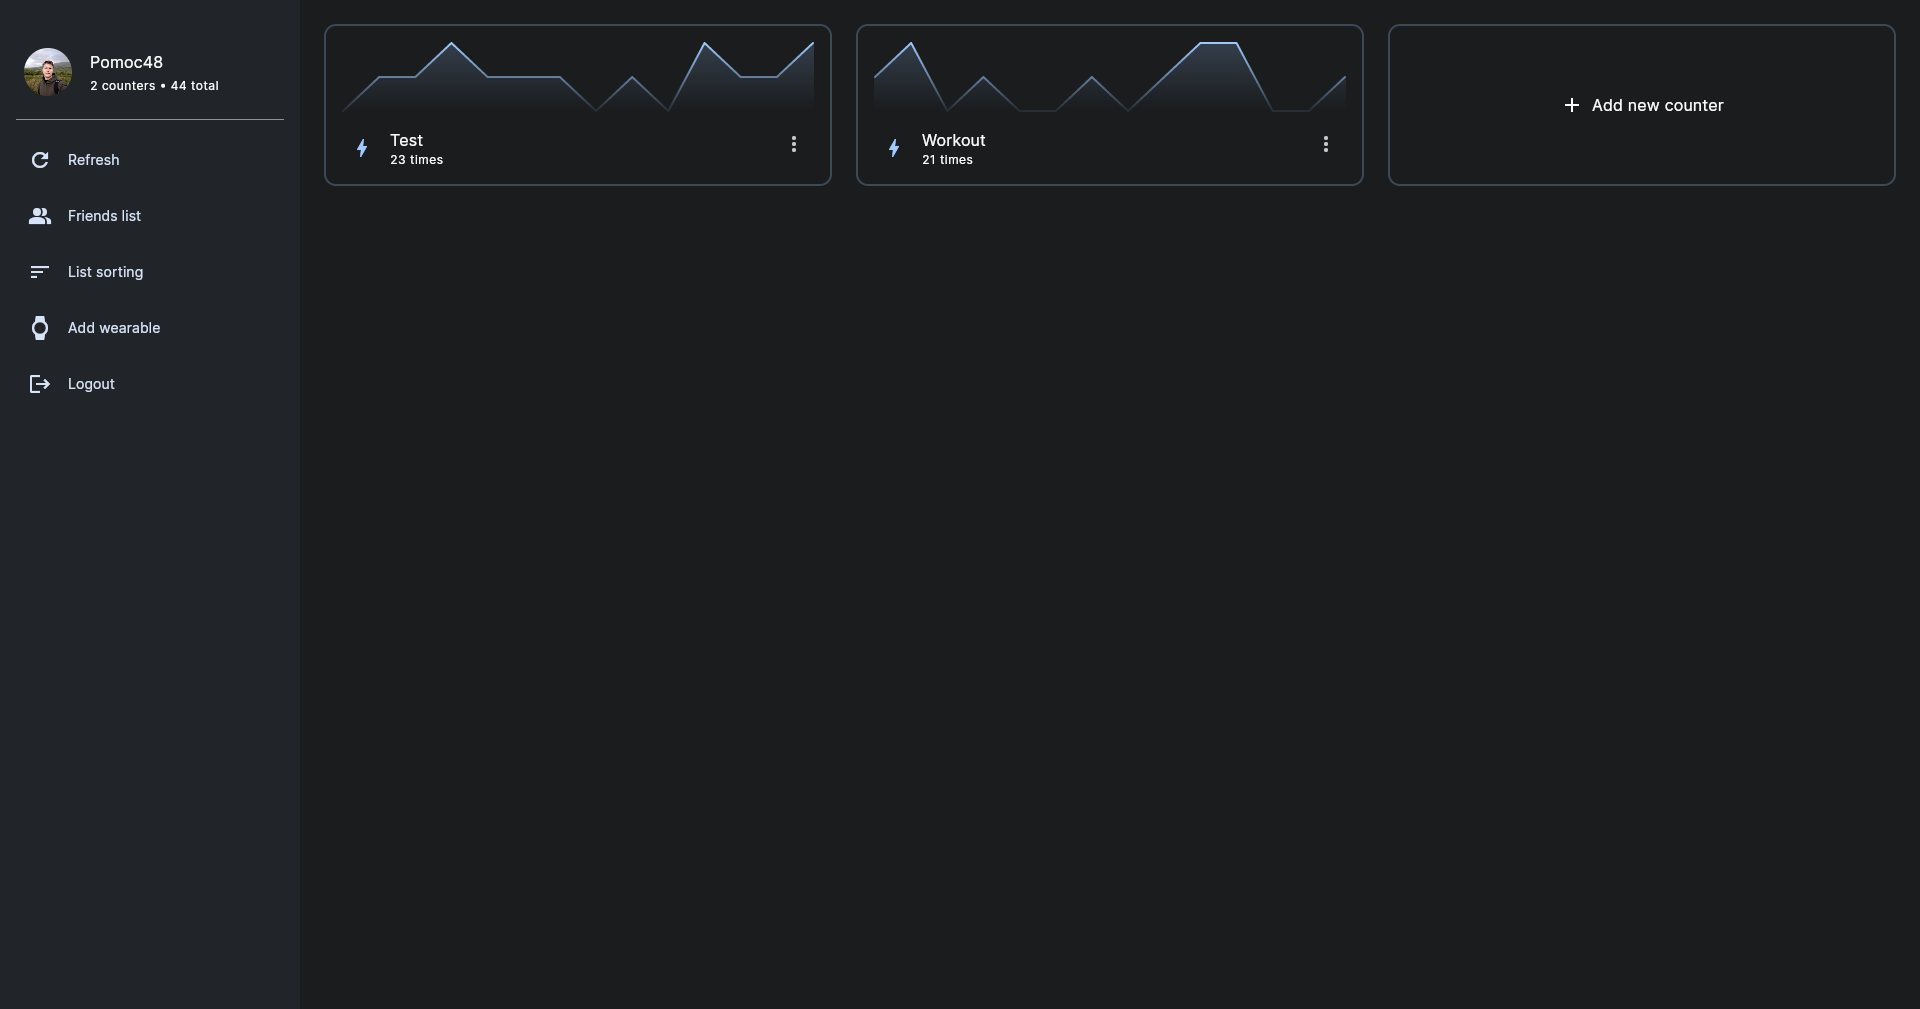 Pomoc48
2 counters • 44 total
Refresh
Friends list
List sorting
Add wearable
Logout
Test
23 times
Workout
21 times
Add new counter